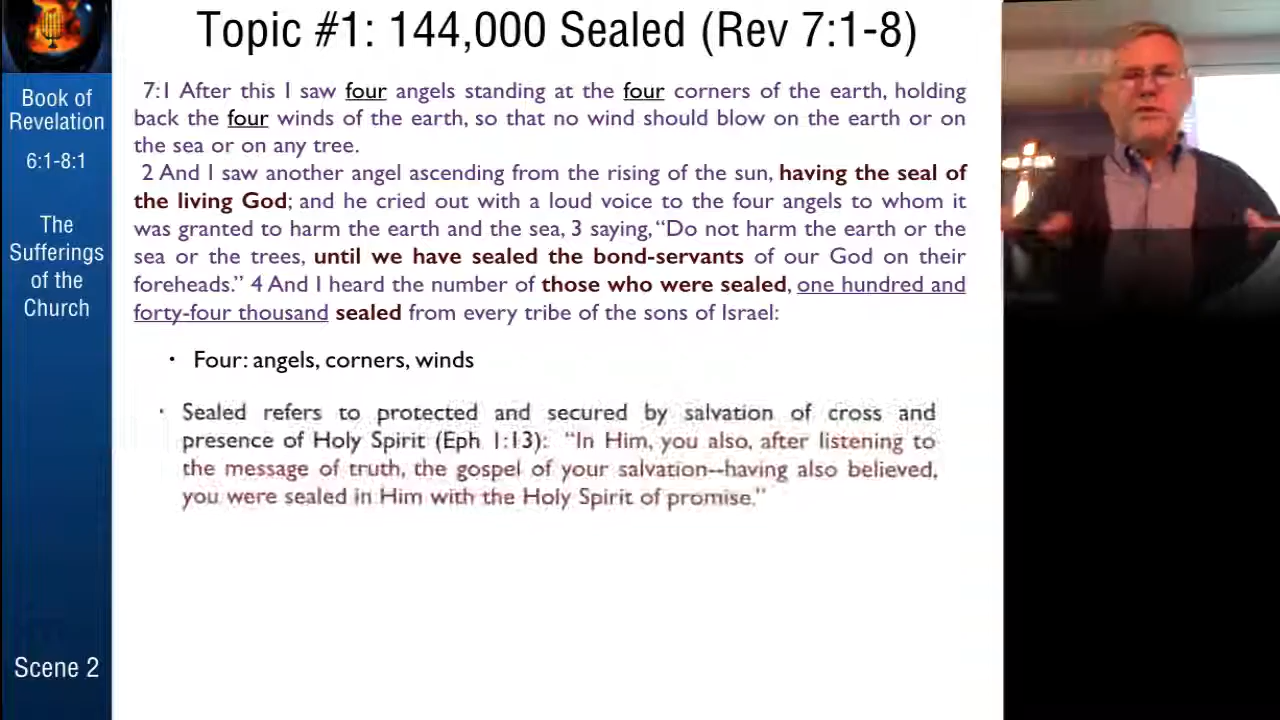 Topic #1: 144,000 Sealed (Rev 7:1-8)
Book of
Revelation
6:1-8:1
The
Sufferings
of the
Church
Scene 2
7:1 After this I saw four angels standing at the four corners of the earth, holding
back the four winds of the earth, so that no wind should blow on the earth or on
the sea or on any tree.
2 And I saw another angel ascending from the rising of the sun, having the seal of
the living God; and he cried out with a loud voice to the four angels to whom it
was granted to harm the earth and the sea, 3 saying, “Do not harm the earth or the
sea or the trees, until we have sealed the bond-servants of our God on their
foreheads.” 4 And I heard the number of those who were sealed, one hundred and
forty-four thousand sealed from every tribe of the sons of Israel:
• Four: angels, corners, winds
• Sealed refers to protected and secured by salvation of cross and
presence of Holy Spirit (Eph 1:13): “In Him, you also, after listening to
the message of truth, the gospel of your salvation--having also believed,
you were sealed in Him with the Holy Spirit of promise.”